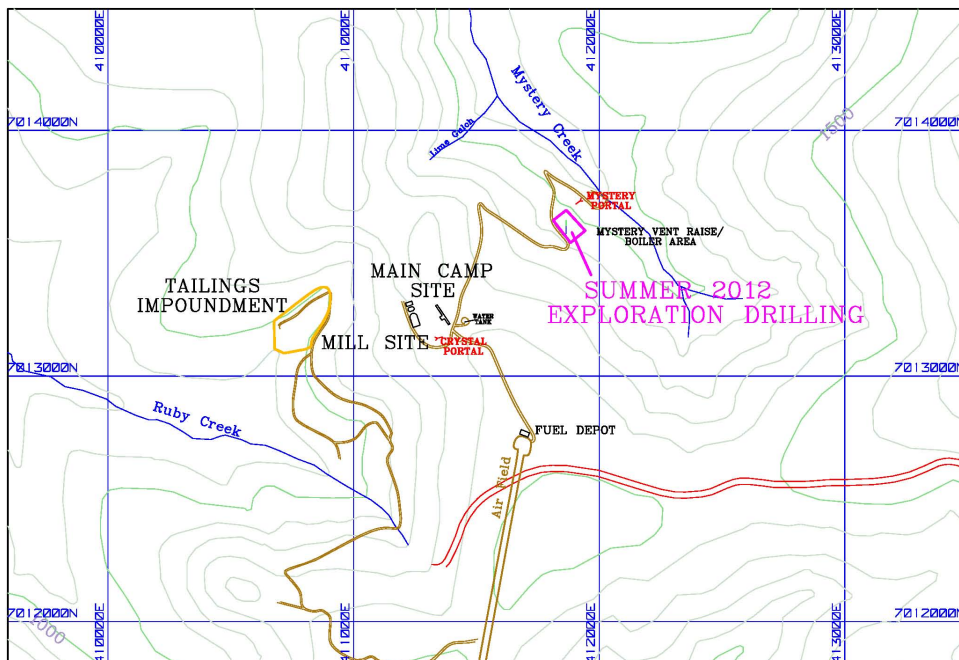 410000E
411000E
412000E
413000E
Mystery Creek
1500
7014000N
7014000N
Lime Gulch
MYSTERY
PORTAL
MYSTERY VENT RAISE/
BOILER AREA
MAIN CAMP
SITE
TAILINGS
IMPOUNDMENT
SUMMER 2012
EXPLORATION DRILLING
WATER
TANK
MILL SITE
CRYSTAL
PORTAL
7013000N
7013000N
Ruby Creek
FUEL DEPOT
Air Field
7012000N
7012000N
1000
410000E
411000E
412000E
413000E